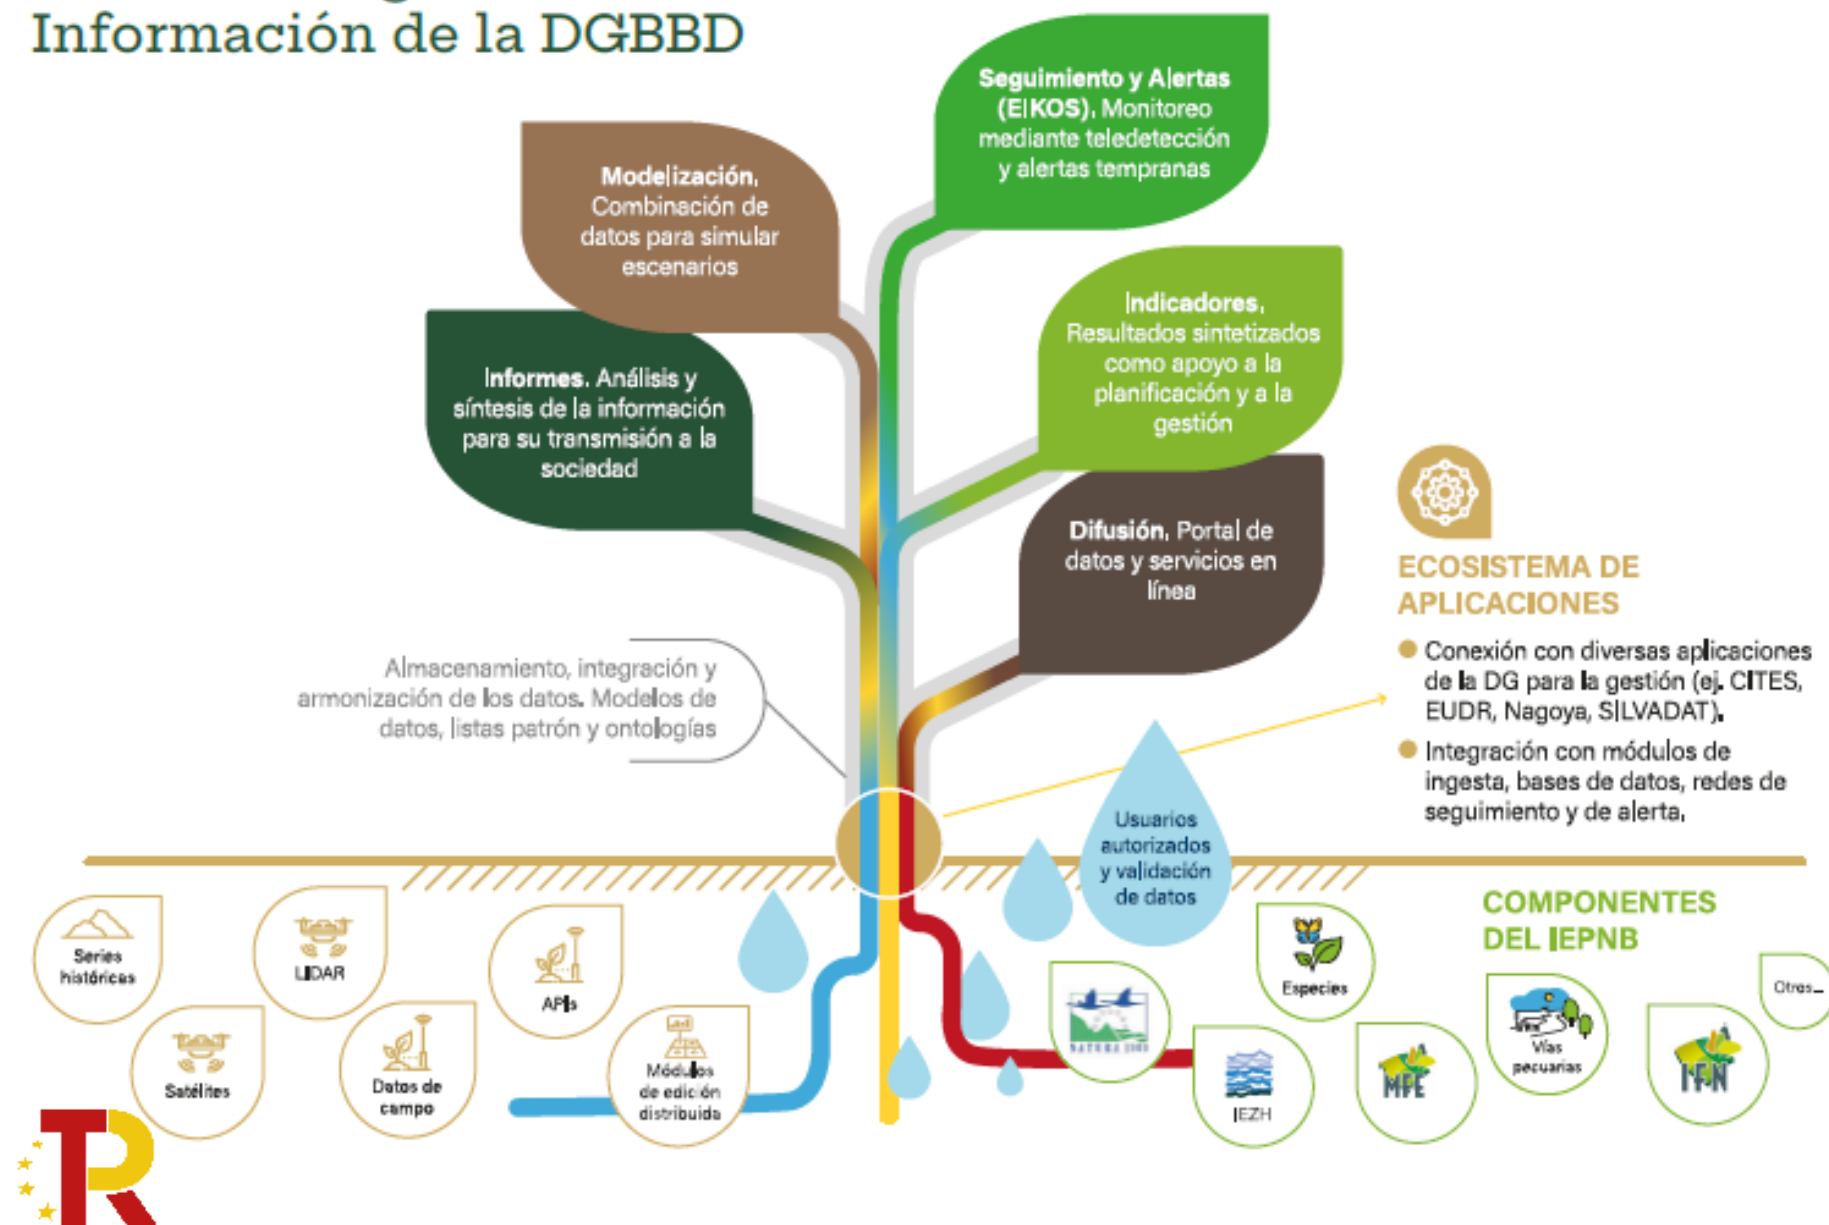 Información de la DGBBD
Seguimiento y Alertas
(EIKOS). Monitoreo
mediante teledetección
y alertas tempranas
Modelización.
Combinación de
datos para simular
escenarios
Indicadores.
Resultados sintetizados
como apoyo a la
planificación y a la
gestión
Informes. Análisis y
síntesis de la información
para su transmisión a la
sociedad
Difusión. Portal de
datos y servicios en
línea
ECOSISTEMA DE
APLICACIONES
Conexión con diversas aplicaciones
de la DG para la gestión (ej. CITES,
EUDR, Nagoya, SILVADAT).
Integración con módulos de
ingesta, bases de datos, redes de
seguimiento y de alerta.
Almacenamiento, integración y
armonización de los datos. Modelos de
datos, listas patrón y ontologías
Usuarios
autorizados
y validación
de datos
COMPONENTES
DEL IEPNB
Series
históricas
LIDAR
APIs
Satélites
Datos de
campo
Módulos
de edición
distribuida
NATURA 2000
Especies
IEZH
MFE
Vías
pecuarias
IFN
Otros...
TR